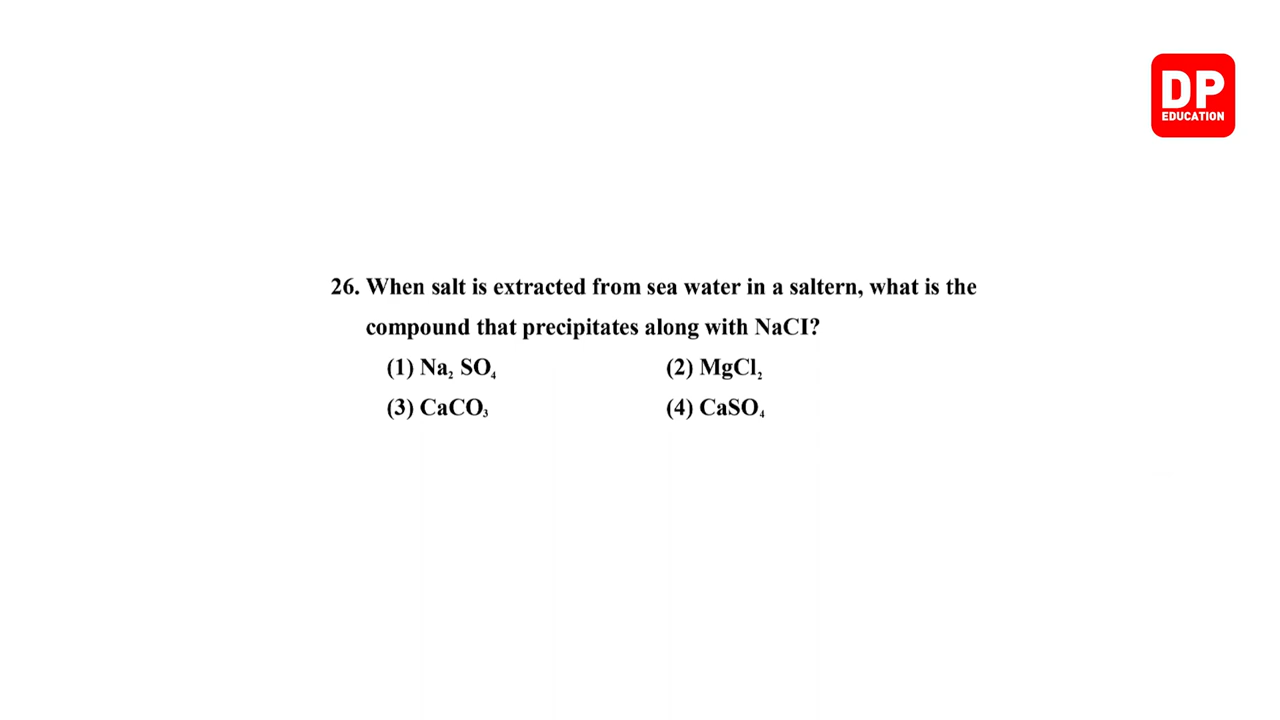 DP
EDUCATION
26. When salt is extracted from sea water in a saltern, what is the
compound that precipitates along with NaCI?
(1) Na₂ SO₄ (2) MgCl₂
(3) CaCO₃ (4) CaSO₄